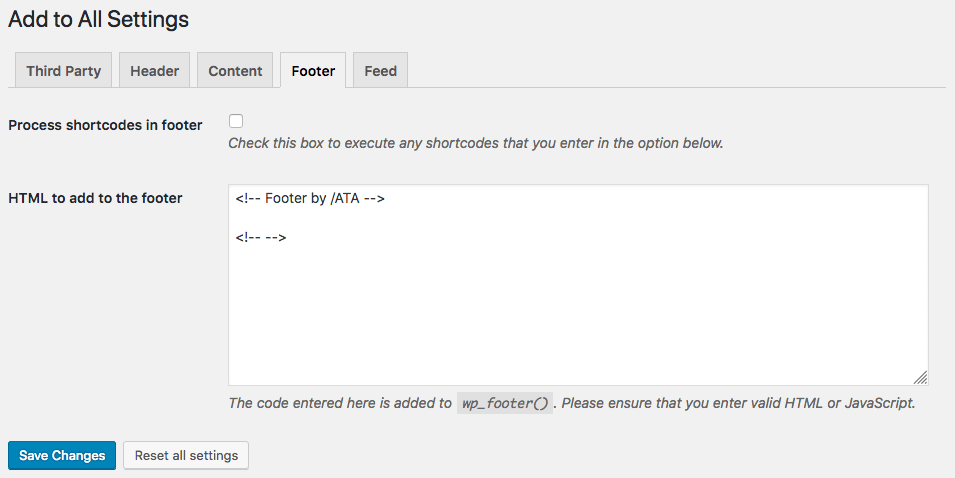 Add to All Settings
Third Party Header Content Footer Feed
Process shortcodes in footer
Check this box to execute any shortcodes that you enter in the option below.
HTML to add to the footer
<!-- Footer by /ATA -->
<!-- -->
The code entered here is added to wp_footer(). Please ensure that you enter valid HTML or JavaScript.
Save Changes Reset all settings